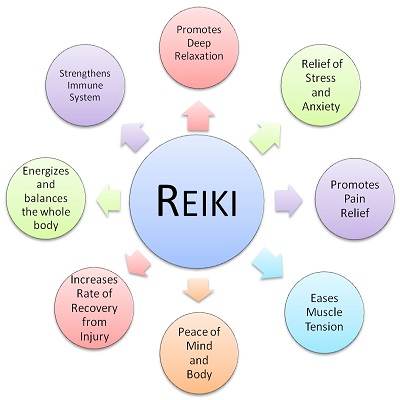 Promotes
Deep
Relaxation
Relief of
Stress
and
Anxiety
Promotes
Pain
Relief
Eases
Muscle
Tension
Peace of
Mind
and
Body
Increases
Rate of
Recovery
from
Injury
Energizes
and
balances
the whole
body
Strengthens
Immune
System
REIKI